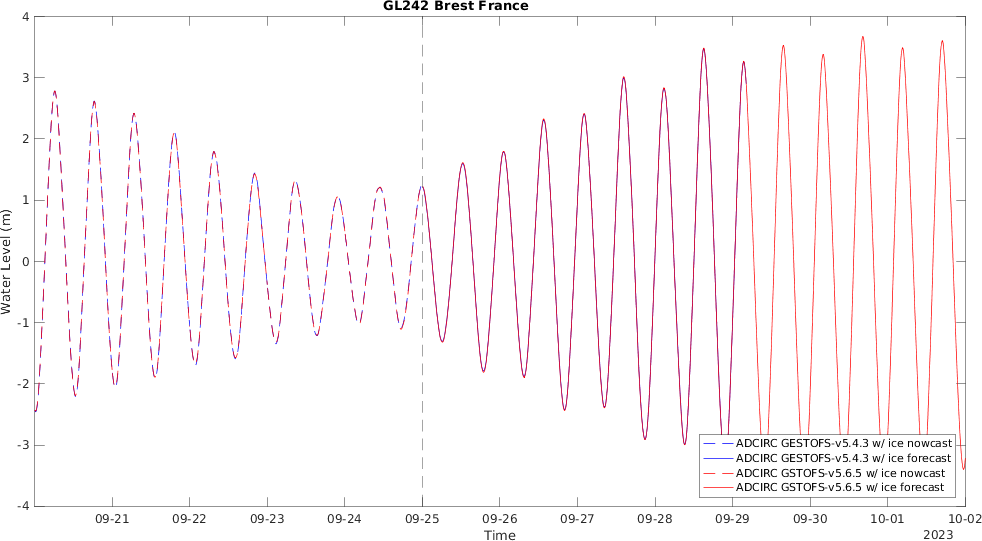 GL242 Brest France
4
3
2
1
0
-1
-2
-3
-4
Water Level (m)
09-21 09-22 09-23 09-24 09-25 09-26 09-27 09-28 09-29 09-30 10-01 10-02
Time
2023
ADCIRC GESTOFS-v5.4.3 w/ ice nowcast
ADCIRC GESTOFS-v5.4.3 w/ ice forecast
ADCIRC GSTOFS-v5.6.5 w/ ice nowcast
ADCIRC GSTOFS-v5.6.5 w/ ice forecast